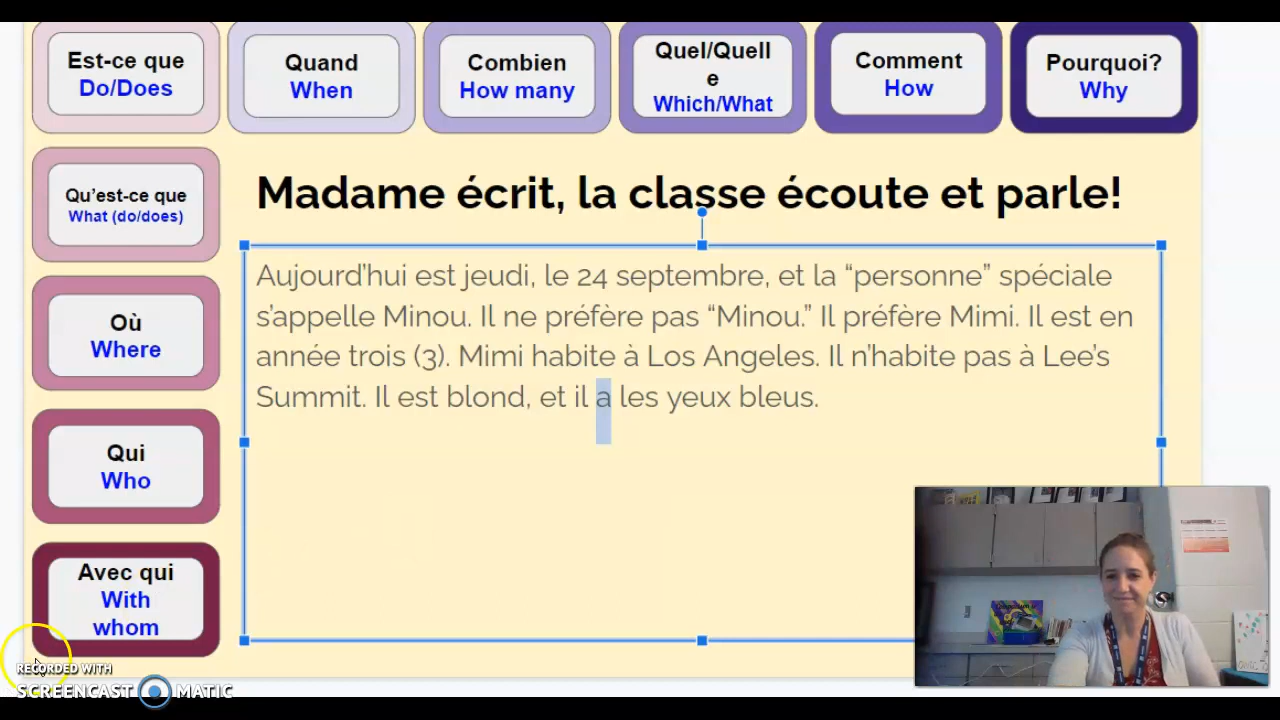 Est-ce que
Do/Does
Quand
When
Combien
How many
Quel/Quell
e
Which/What
Comment
How
Pourquoi?
Why
Qu'est-ce que
What (do/does)
Où
Where
Qui
Who
Avec qui
With
whom
Madame écrit, la classe écoute et parle!
Aujourd'hui est jeudi, le 24 septembre, et la “personne” spéciale
s'appelle Minou. Il ne préfère pas “Minou.” Il préfère Mimi. Il est en
année trois (3). Mimi habite à Los Angeles. Il n'habite pas à Lee's
Summit. Il est blond, et il a les yeux bleus.
RECORDED WITH
SCREENCAST MATIC